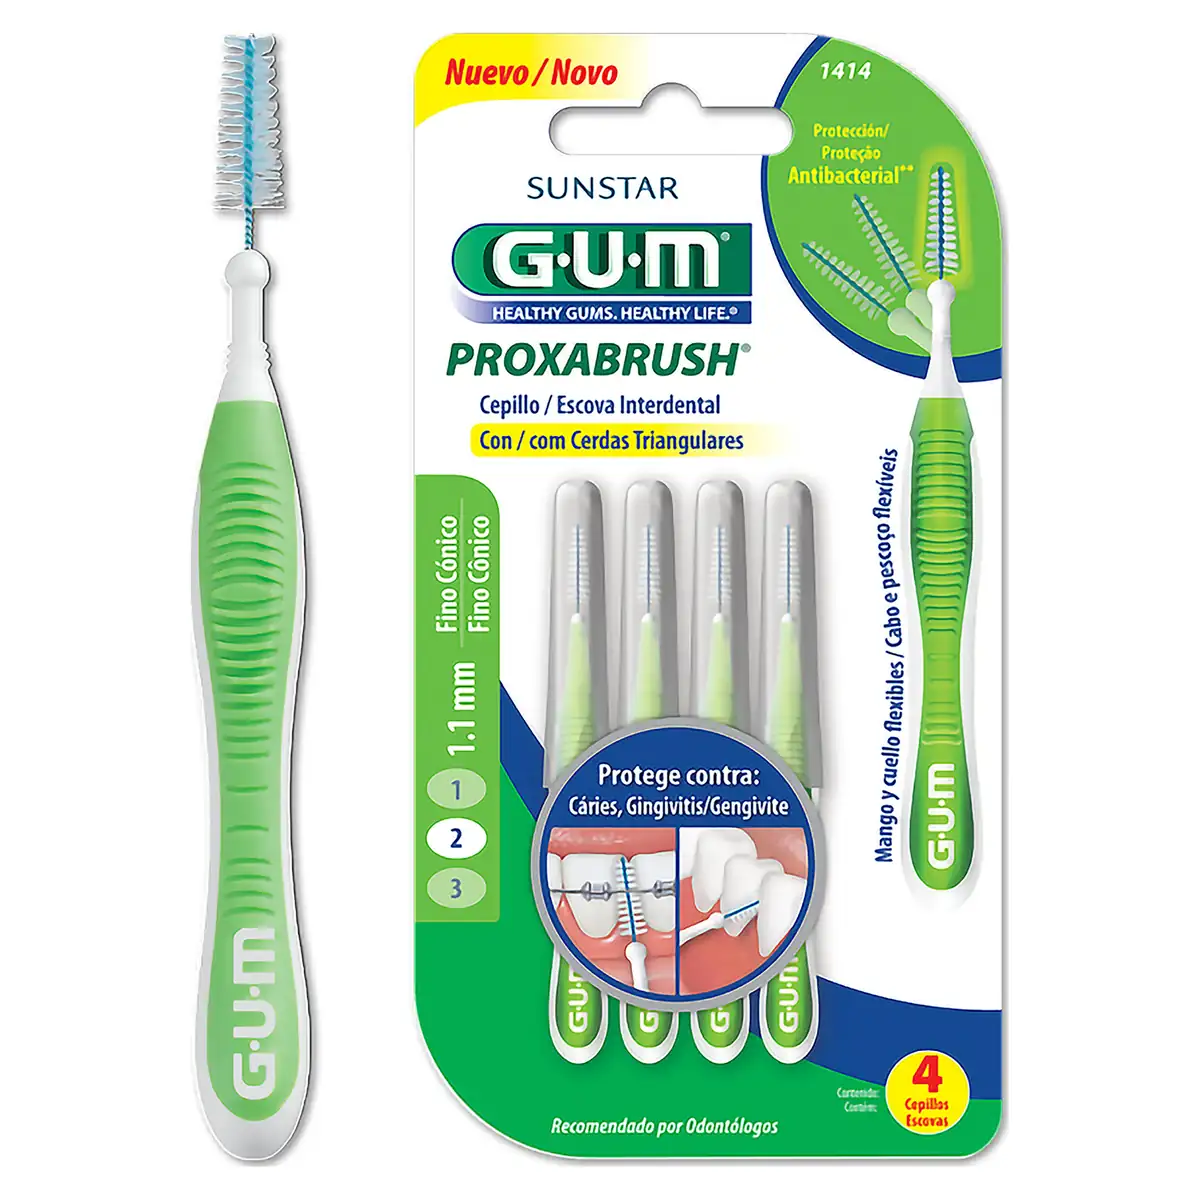 Nuevo / Novo
1414
Protección/
Proteção
Antibacterial**
SUNSTAR
G·U·M®
HEALTHY GUMS. HEALTHY LIFE.®
PROXABRUSH®
Cepillo / Escova Interdental
Con / com Cerdas Triangulares
Fino Cónico
Fino Cônico
1.1 mm
1
2
3
Mango y cuello flexibles / Cabo e pescoço flexíveis
Protege contra:
Cáries, Gingivitis/Gengivite
G·U·M
G·U·M
G·U·M
G·U·M
G·U·M
G·U·M
Contenido:
Contém:
4
Cepillos
Escovas
Recomendado por Odontólogos